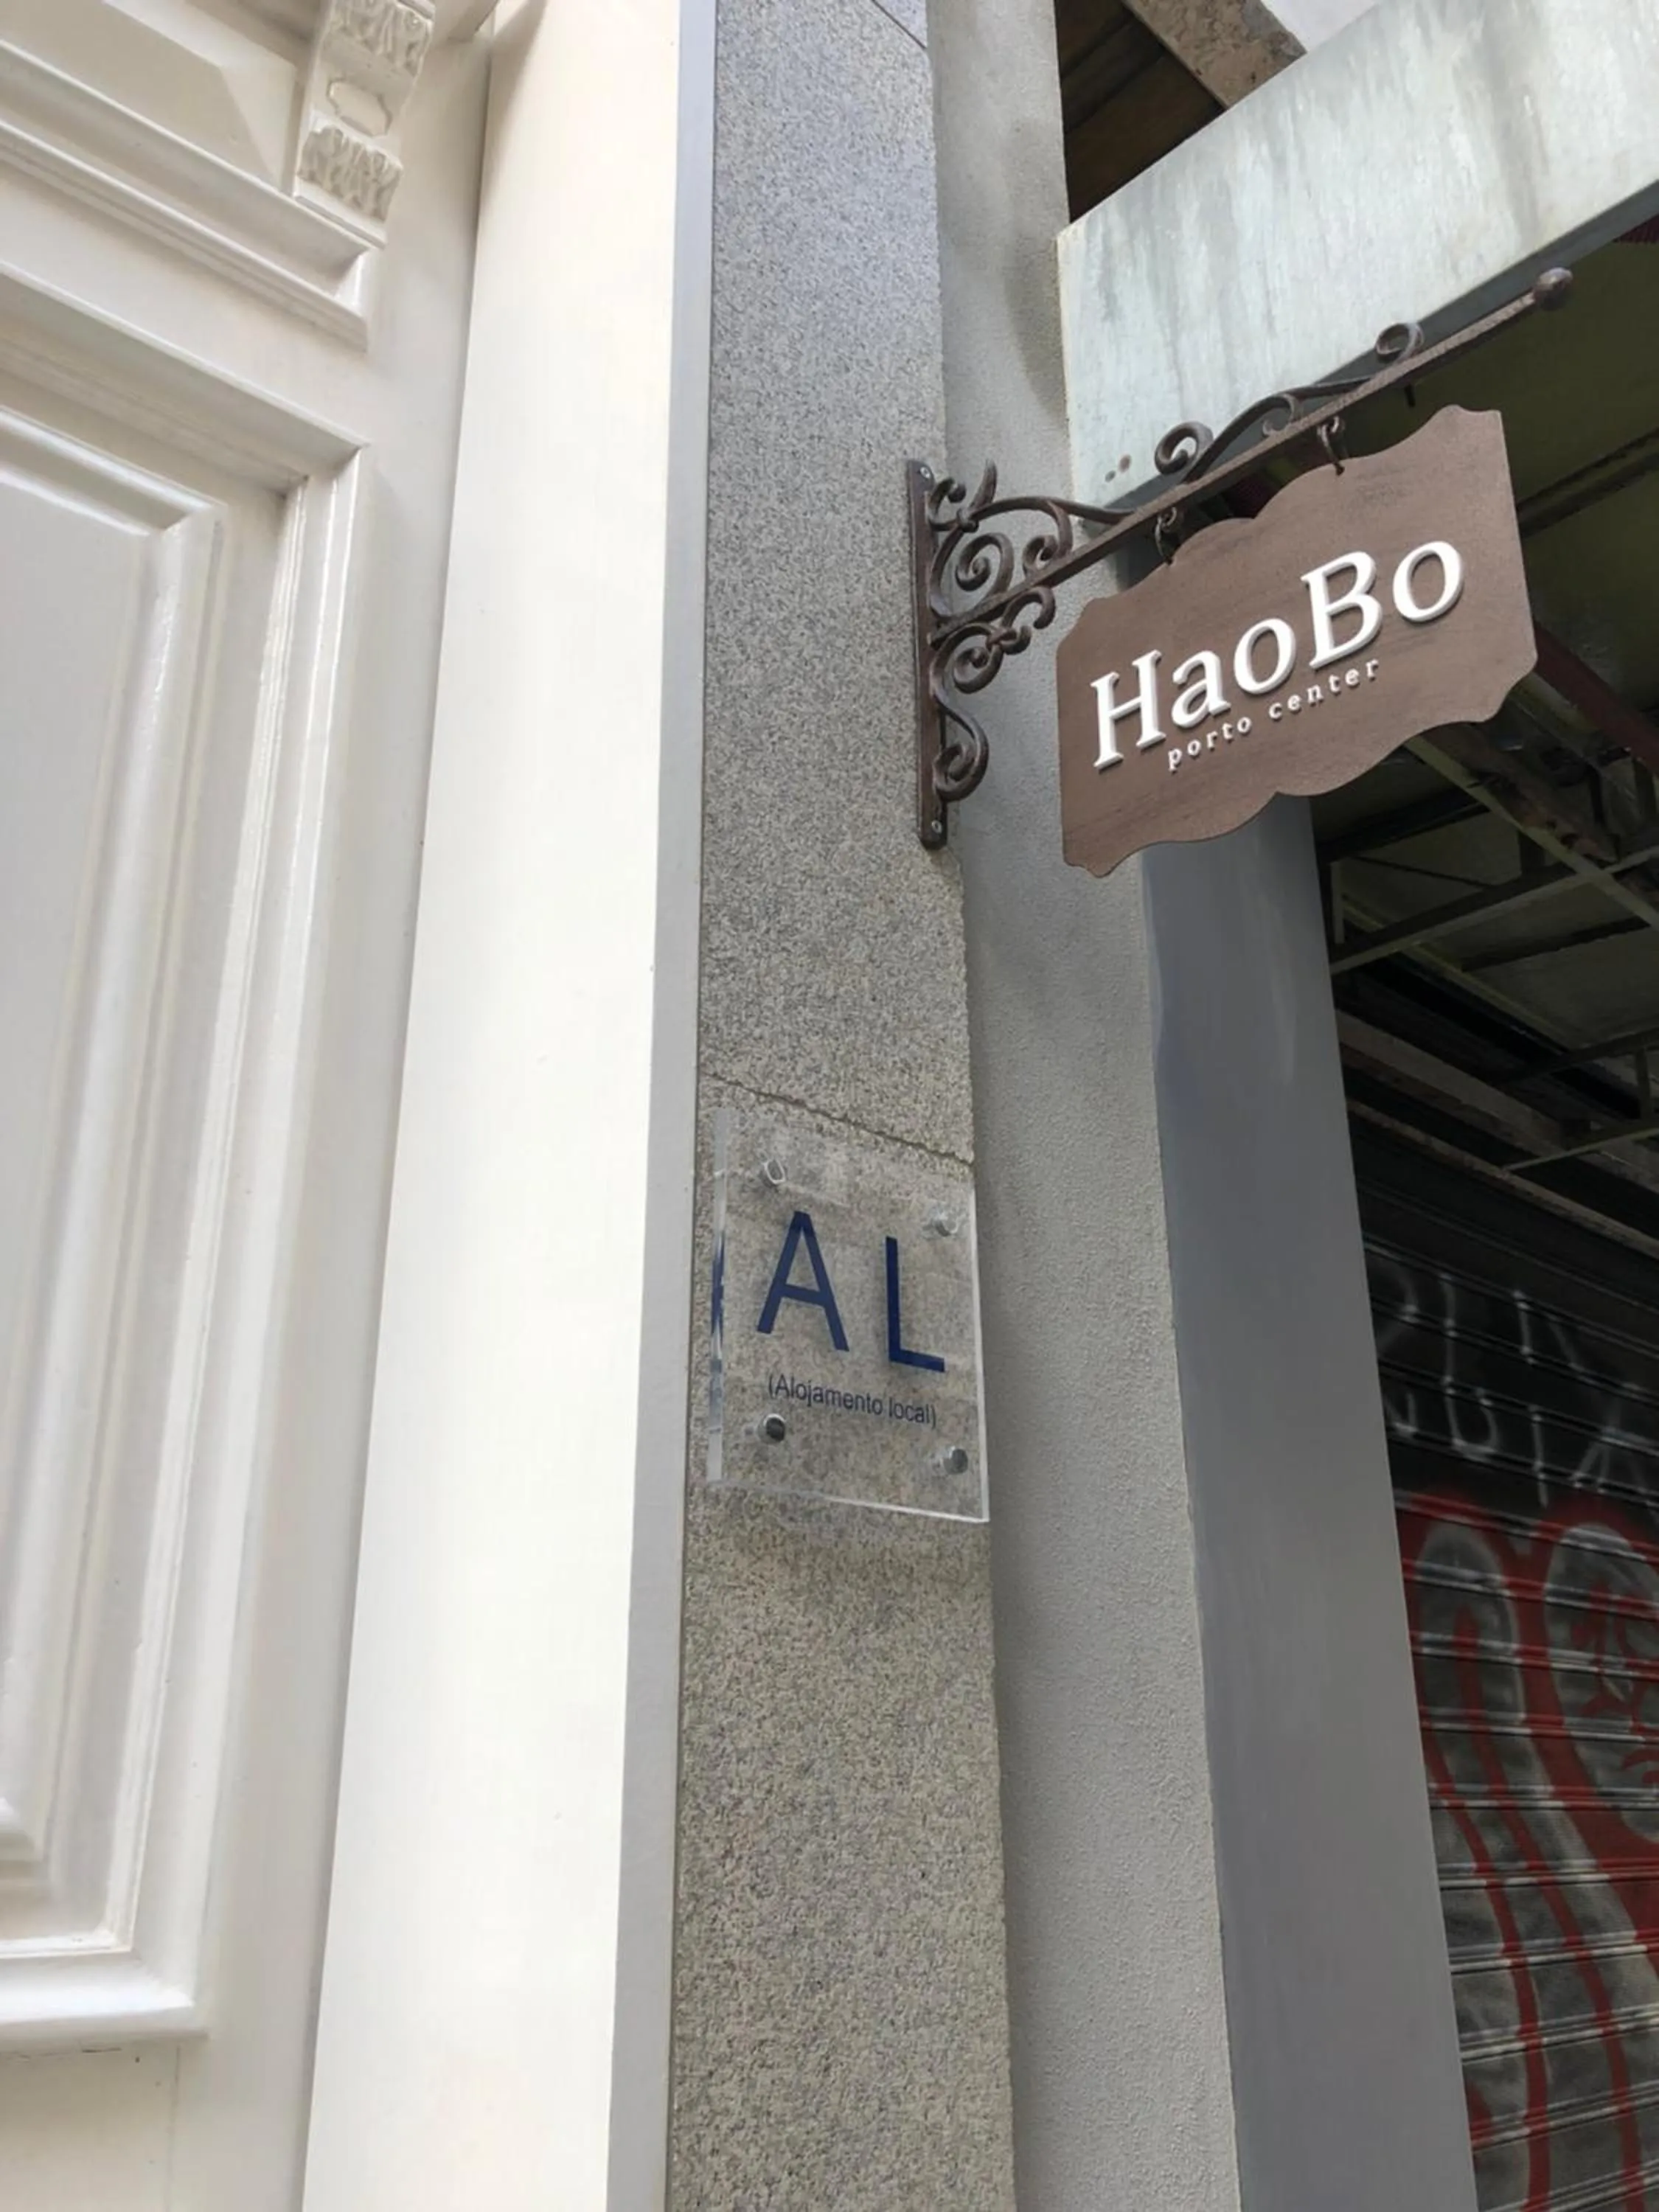 HaoBo
porto center
AL
(Alojamento local)